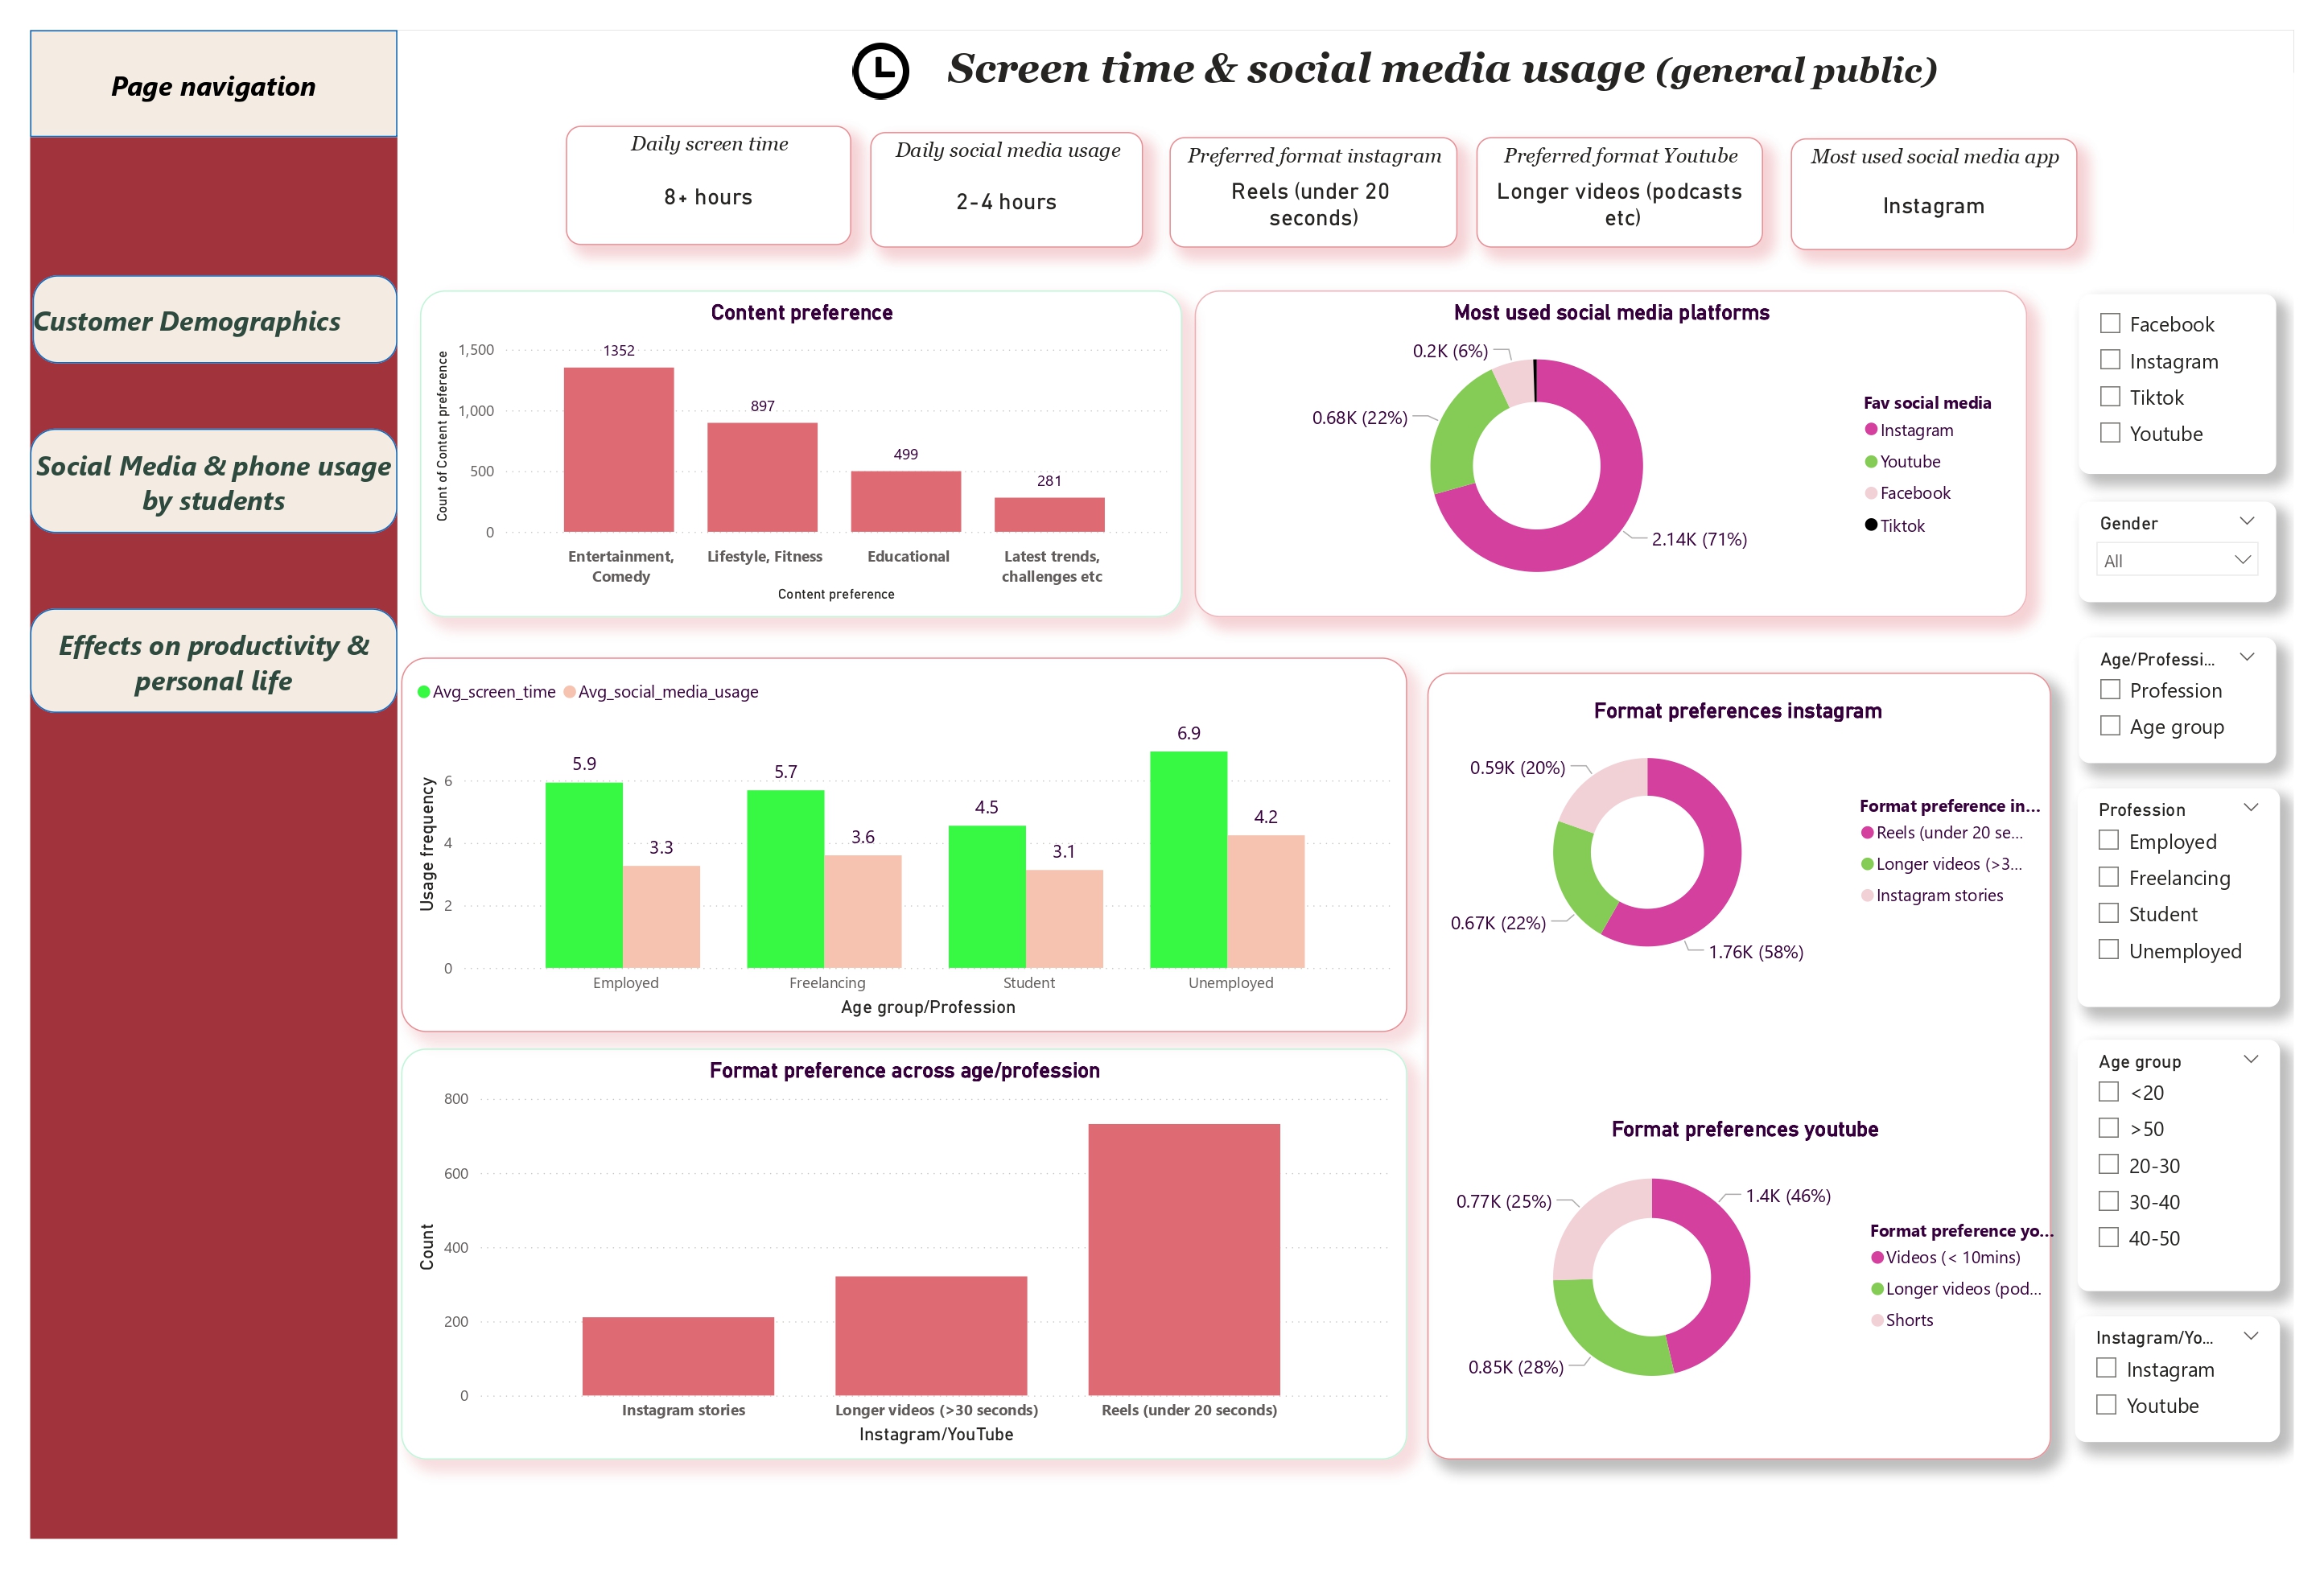 Page navigation
Screen time & social media usage (general public)
Daily screen time
8+ hours
Daily social media usage
2-4 hours
Preferred format instagram
Reels (under 20
seconds)
Preferred format Youtube
Longer videos (podcasts
etc)
Most used social media app
Instagram
Customer Demographics
Social Media & phone usage
by students
Effects on productivity &
personal life
Content preference
Count of Content preference
1,500
1,000
500
0
1352
897
499
281
Entertainment,
Comedy
Lifestyle, Fitness
Educational
Latest trends,
challenges etc
Content preference
Most used social media platforms
0.2K (6%)
0.68K (22%)
2.14K (71%)
Fav social media
Instagram
Youtube
Facebook
Tiktok
Facebook
Instagram
Tiktok
Youtube
Gender
All
Age/Professi...
Profession
Age group
Profession
Employed
Freelancing
Student
Unemployed
Age group
<20
>50
20-30
30-40
40-50
Instagram/Yo...
Instagram
Youtube
Avg_screen_time
Avg_social_media_usage
Usage frequency
6
4
2
0
5.9
3.3
5.7
3.6
4.5
3.1
6.9
4.2
Employed
Freelancing
Student
Unemployed
Age group/Profession
Format preferences instagram
0.59K (20%)
0.67K (22%)
1.76K (58%)
Format preference in...
Reels (under 20 se...
Longer videos (>3...
Instagram stories
Format preferences youtube
0.77K (25%)
1.4K (46%)
0.85K (28%)
Format preference yo...
Videos (< 10mins)
Longer videos (pod...
Shorts
Format preference across age/profession
Count
800
600
400
200
0
Instagram stories
Longer videos (>30 seconds)
Reels (under 20 seconds)
Instagram/YouTube